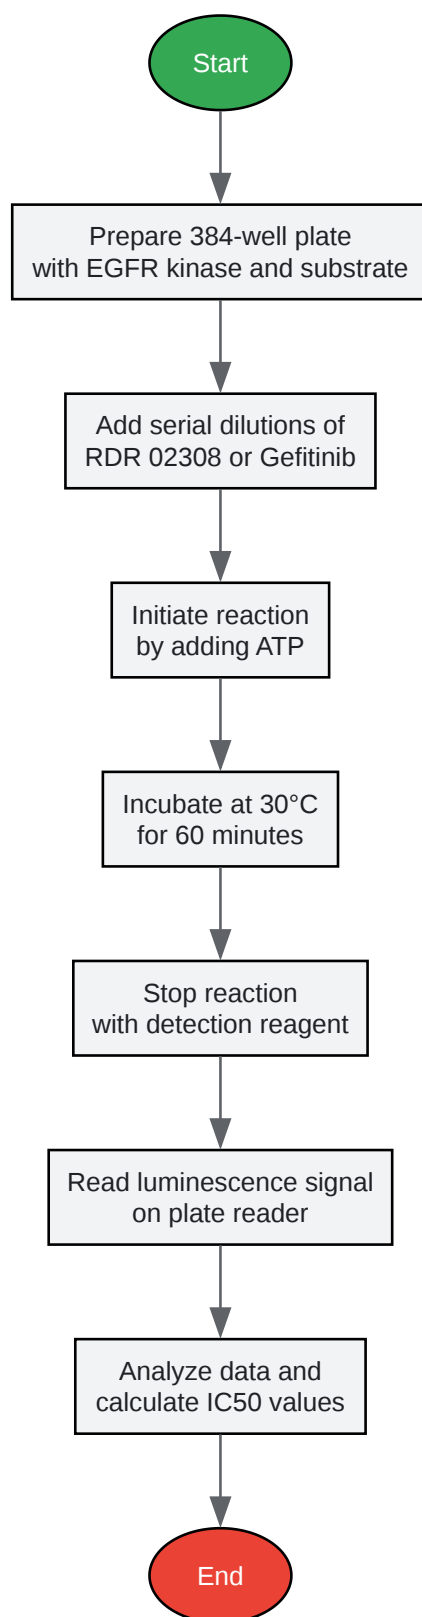 Start
Prepare 384-well plate
with EGFR kinase and substrate
Add serial dilutions of
RDR 02308 or Gefitinib
Initiate reaction
by adding ATP
Incubate at 30°C
for 60 minutes
Stop reaction
with detection reagent
Read luminescence signal
on plate reader
Analyze data and
calculate IC50 values
End